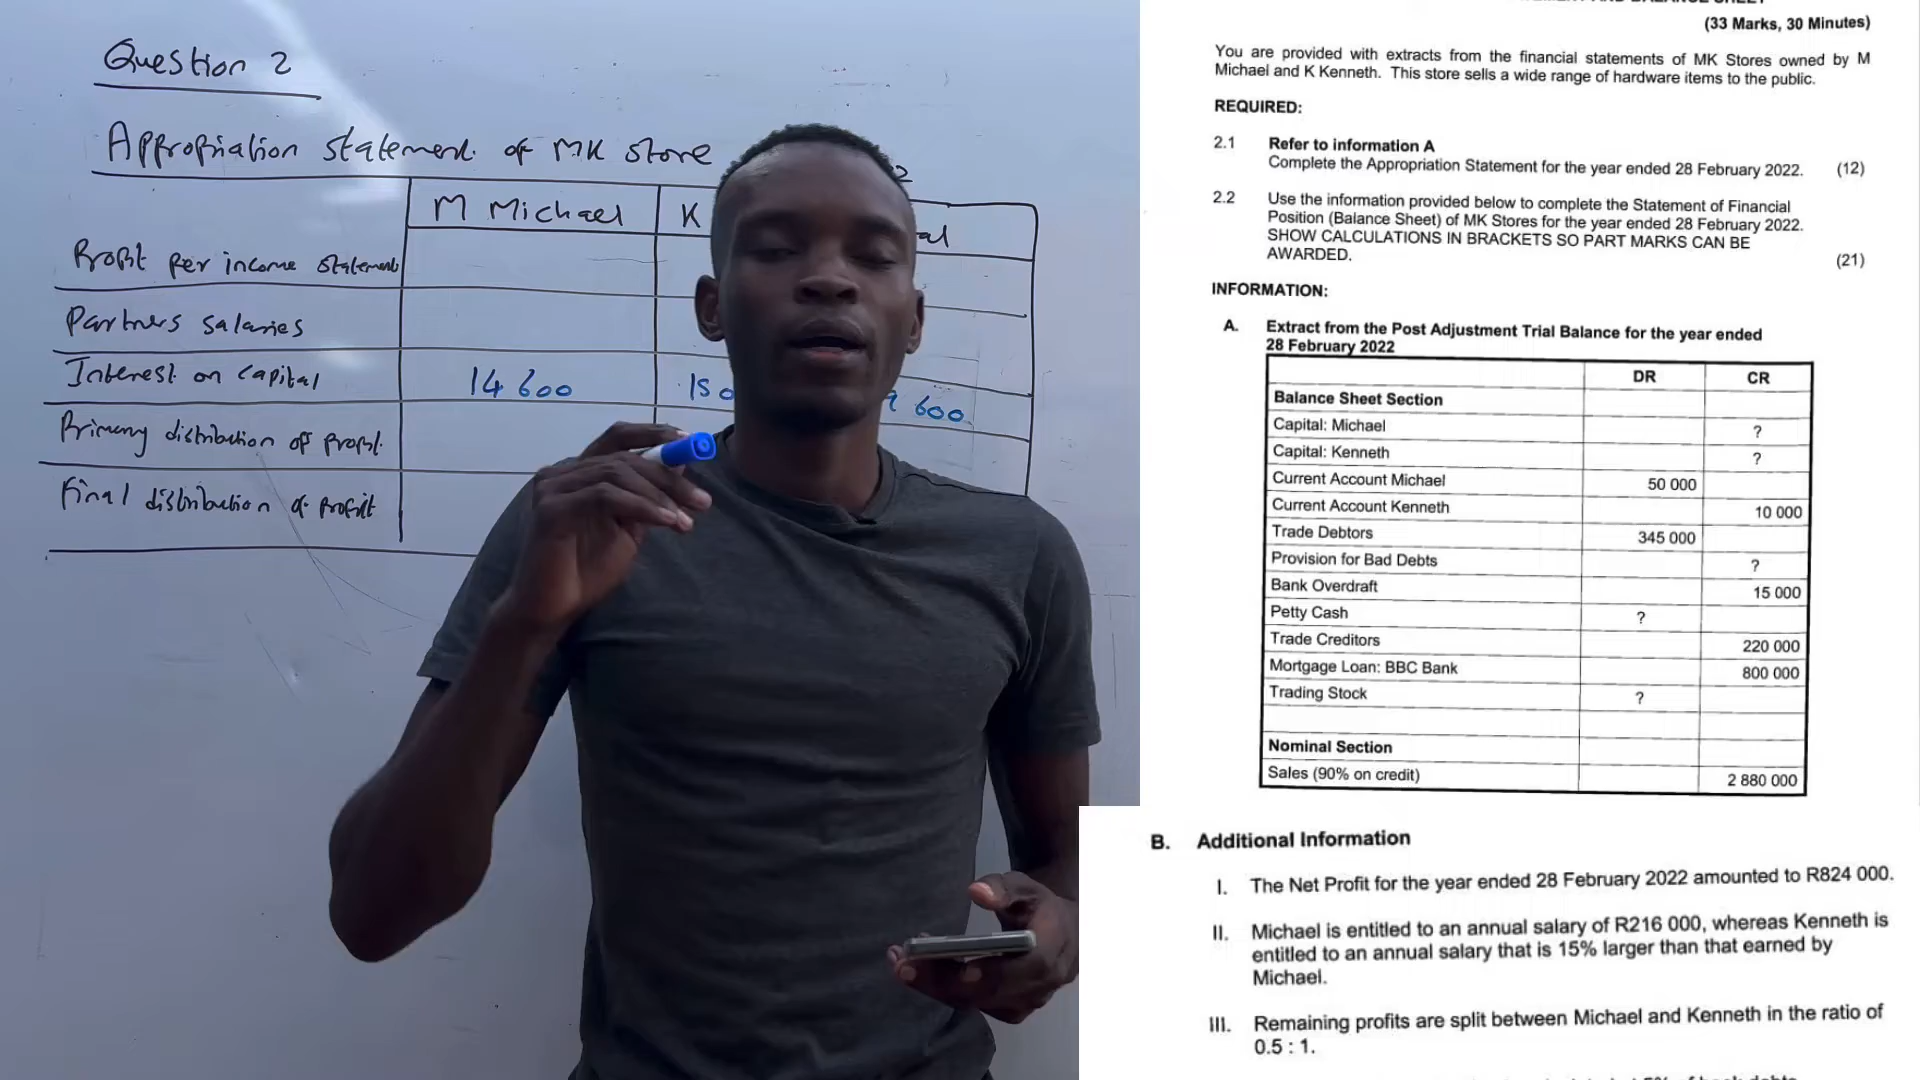 Question 2
Appropriation statement of MK store
M Michael
K
al
Profit per income statement
Partners salaries
Interest on capital
14 600
150
9 600
Primary distribution of profit
Final distribution of profit
(33 Marks, 30 Minutes)
You are provided with extracts from the financial statements of MK Stores owned by M
Michael and K Kenneth. This store sells a wide range of hardware items to the public.
REQUIRED:
2.1 Refer to information A
Complete the Appropriation Statement for the year ended 28 February 2022. (12)
2.2 Use the information provided below to complete the Statement of Financial
Position (Balance Sheet) of MK Stores for the year ended 28 February 2022.
SHOW CALCULATIONS IN BRACKETS SO PART MARKS CAN BE
AWARDED. (21)
INFORMATION:
A. Extract from the Post Adjustment Trial Balance for the year ended
28 February 2022
DR CR
Balance Sheet Section
Capital: Michael ?
Capital: Kenneth ?
Current Account Michael 50 000
Current Account Kenneth 10 000
Trade Debtors 345 000
Provision for Bad Debts ?
Bank Overdraft 15 000
Petty Cash ?
Trade Creditors 220 000
Mortgage Loan: BBC Bank 800 000
Trading Stock ?
Nominal Section
Sales (90% on credit) 2 880 000
B. Additional Information
I. The Net Profit for the year ended 28 February 2022 amounted to R824 000.
II. Michael is entitled to an annual salary of R216 000, whereas Kenneth is
entitled to an annual salary that is 15% larger than that earned by
Michael.
III. Remaining profits are split between Michael and Kenneth in the ratio of
0.5 : 1.